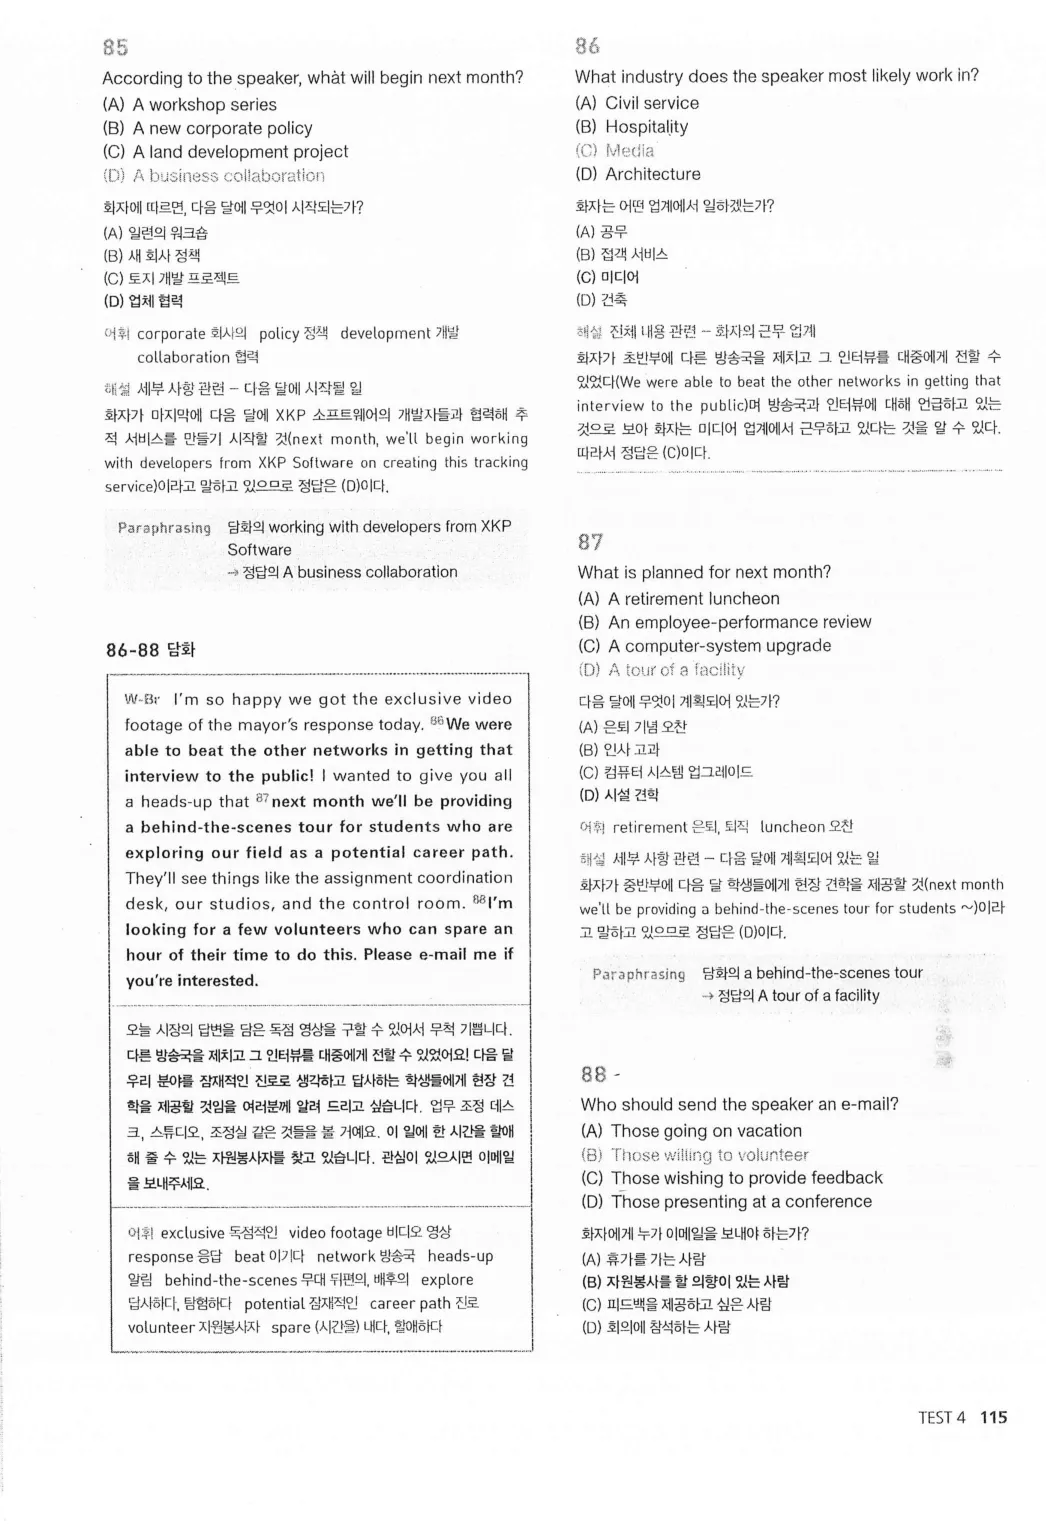 85
According to the speaker, what will begin next month?
(A) A workshop series
(B) A new corporate policy
(C) A land development project
(D) A business collaboration
화자에 따르면, 다음 달에 무엇이 시작되는가?
(A) 일련의 워크숍
(B) 새 회사 정책
(C) 토지 개발 프로젝트
(D) 업체 협력
어휘 corporate 회사의 policy 정책 development 개발
collaboration 협력
해설 세부 사항 관련 – 다음 달에 시작될 일
화자가 마지막에 다음 달에 XKP 소프트웨어의 개발자들과 협력해 추
적 서비스를 만들기 시작할 것(next month, we'll begin working
with developers from XKP Software on creating this tracking
service)이라고 말하고 있으므로 정답은 (D)이다.
Paraphrasing 담화의 working with developers from XKP
Software
→ 정답의 A business collaboration
86-88 담화
W-Br I'm so happy we got the exclusive video
footage of the mayor's response today. 86We were
able to beat the other networks in getting that
interview to the public! I wanted to give you all
a heads-up that 87next month we'll be providing
a behind-the-scenes tour for students who are
exploring our field as a potential career path.
They'll see things like the assignment coordination
desk, our studios, and the control room. 88I'm
looking for a few volunteers who can spare an
hour of their time to do this. Please e-mail me if
you're interested.
오늘 시장의 답변을 담은 독점 영상을 구할 수 있어서 무척 기쁩니다.
다른 방송국을 제치고 그 인터뷰를 대중에게 전할 수 있었어요! 다음 달
우리 분야를 잠재적인 진로로 생각하고 답사하는 학생들에게 현장 견
학을 제공할 것임을 여러분께 알려 드리고 싶습니다. 업무 조정 데스
크, 스튜디오, 조정실 같은 것들을 볼 거예요. 이 일에 한 시간을 할애
해 줄 수 있는 자원봉사자를 찾고 있습니다. 관심이 있으시면 이메일
을 보내주세요.
어휘 exclusive 독점적인 video footage 비디오 영상
response 응답 beat 이기다 network 방송국 heads-up
알림 behind-the-scenes 무대 뒤편의, 배후의 explore
답사하다, 탐험하다 potential 잠재적인 career path 진로
volunteer 자원봉사자 spare (시간을) 내다, 할애하다
86
What industry does the speaker most likely work in?
(A) Civil service
(B) Hospitality
(C) Media
(D) Architecture
화자는 어떤 업계에서 일하겠는가?
(A) 공무
(B) 접객 서비스
(C) 미디어
(D) 건축
해설 전체 내용 관련 – 화자의 근무 업계
화자가 초반부에 다른 방송국을 제치고 그 인터뷰를 대중에게 전할 수
있었다(We were able to beat the other networks in getting that
interview to the public)며 방송국과 인터뷰에 대해 언급하고 있는
것으로 보아 화자는 미디어 업계에서 근무하고 있다는 것을 알 수 있다.
따라서 정답은 (C)이다.
87
What is planned for next month?
(A) A retirement luncheon
(B) An employee-performance review
(C) A computer-system upgrade
(D) A tour of a facility
다음 달에 무엇이 계획되어 있는가?
(A) 은퇴 기념 오찬
(B) 인사 고과
(C) 컴퓨터 시스템 업그레이드
(D) 시설 견학
어휘 retirement 은퇴, 퇴직 luncheon 오찬
해설 세부 사항 관련 – 다음 달에 계획되어 있는 일
화자가 중반부에 다음 달 학생들에게 현장 견학을 제공할 것(next month
we'll be providing a behind-the-scenes tour for students ~)이라
고 말하고 있으므로 정답은 (D)이다.
Paraphrasing 담화의 a behind-the-scenes tour
→ 정답의 A tour of a facility
88
Who should send the speaker an e-mail?
(A) Those going on vacation
(B) Those willing to volunteer
(C) Those wishing to provide feedback
(D) Those presenting at a conference
화자에게 누가 이메일을 보내야 하는가?
(A) 휴가를 가는 사람
(B) 자원봉사를 할 의향이 있는 사람
(C) 피드백을 제공하고 싶은 사람
(D) 회의에 참석하는 사람
TEST 4 115